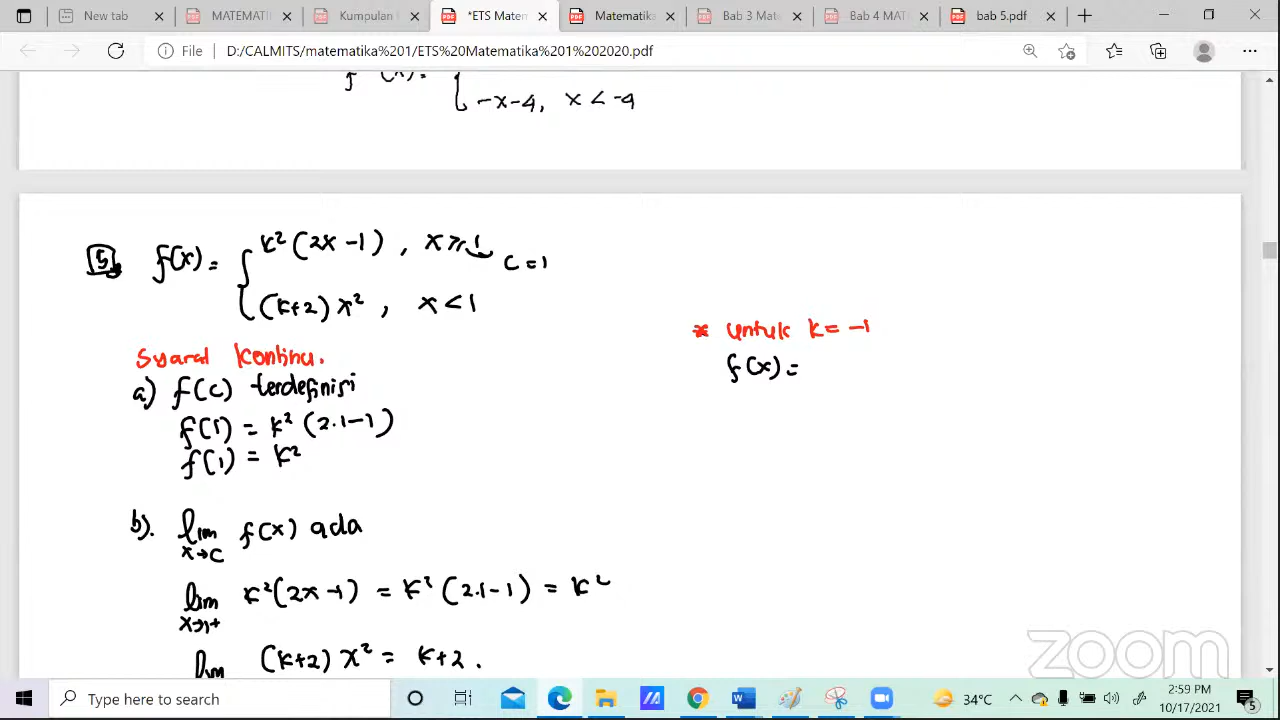 New tab
MATEMATI
Kumpulan
*ETS Matem
Matematika
Bab 3 Mate
Bab 4 MAT
bab 5.pdf
File D:/CALMITS/matematika%201/ETS%20Matematika%201%202020.pdf
f (x) = { -x-4, x < -4
5. f(x) = { k²(2x-1), x ≥ 1 c=1
(k+2)x², x < 1
Syarat kontinu.
a) f(c) terdefinisi
f(1) = k²(2.1-1)
f(1) = k²
b). lim x→c f(x) ada
lim x→1+ k²(2x-1) = k²(2.1-1) = k²
lim (k+2)x² = k+2.
* untuk k = -1
f(x) =
zoom
Type here to search
34°C
2:59 PM
10/17/2021
5